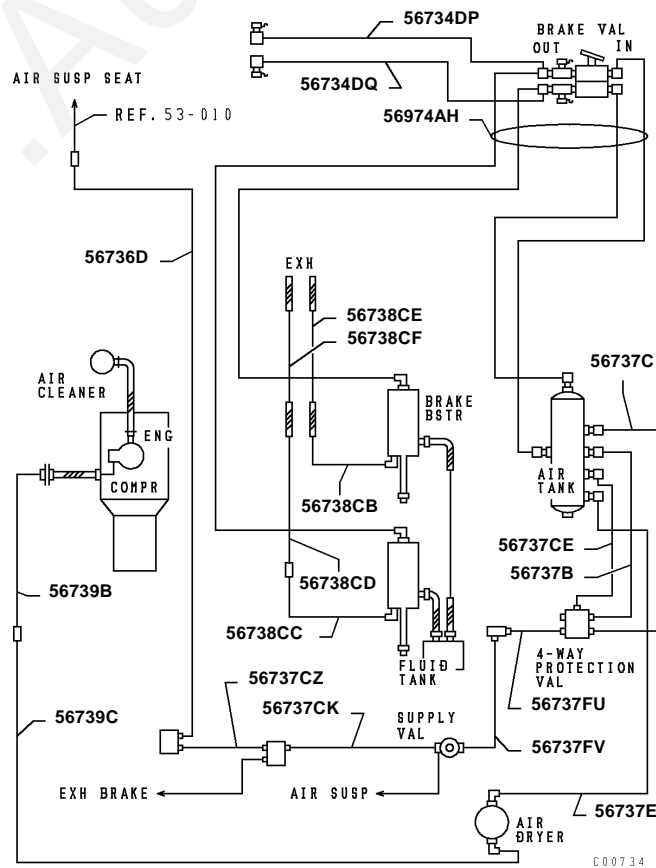 56734DP
BRAKE VAL
OUT IN
AIR SUSP SEAT
56734DQ
REF. 53-010
56974AH
56736D
EXH
56738CE
56738CF
56737C
AIR
CLEANER
BRAKE
BSTR
ENG
COMPR
AIR
TANK
56738CB
56737CE
56737B
56738CD
56739B
56738CC
FLUID
TANK
4-WAY
PROTECTION
VAL
56737CZ
56737CK
56737FU
SUPPLY
VAL
56739C
56737FV
EXH BRAKE
AIR SUSP
56737E
AIR
DRYER
C00734